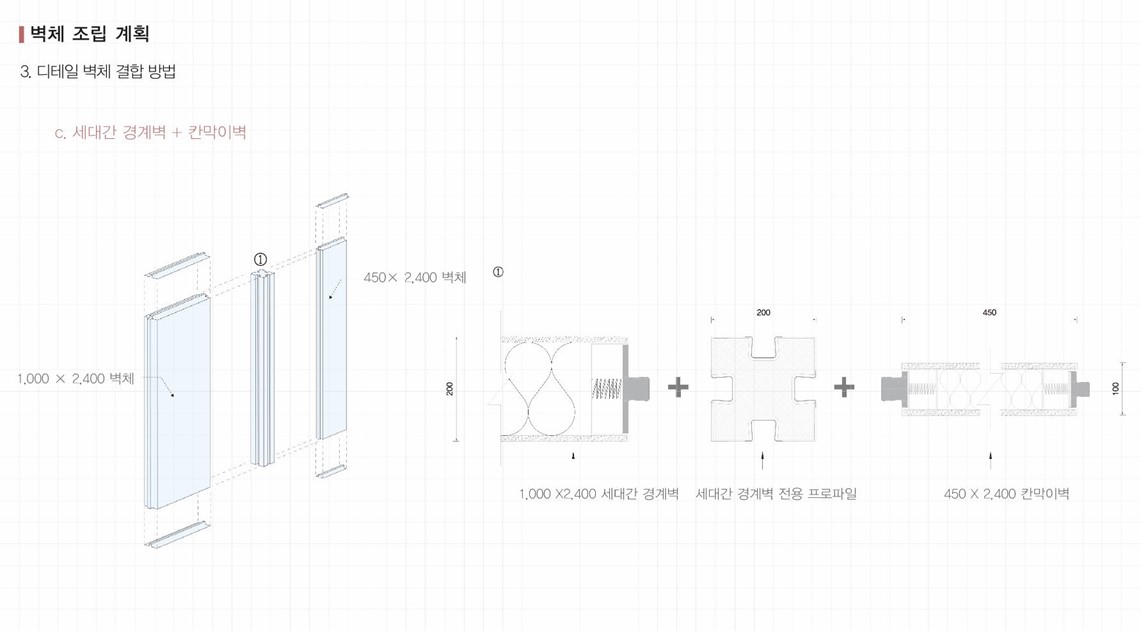 벽체 조립 계획
3. 디테일 벽체 결합 방법
c. 세대간 경계벽 + 칸막이벽
①
450× 2,400 벽체
1,000 × 2,400 벽체
①
200
200
450
100
1,000 X2,400 세대간 경계벽
세대간 경계벽 전용 프로파일
450 X 2,400 칸막이벽